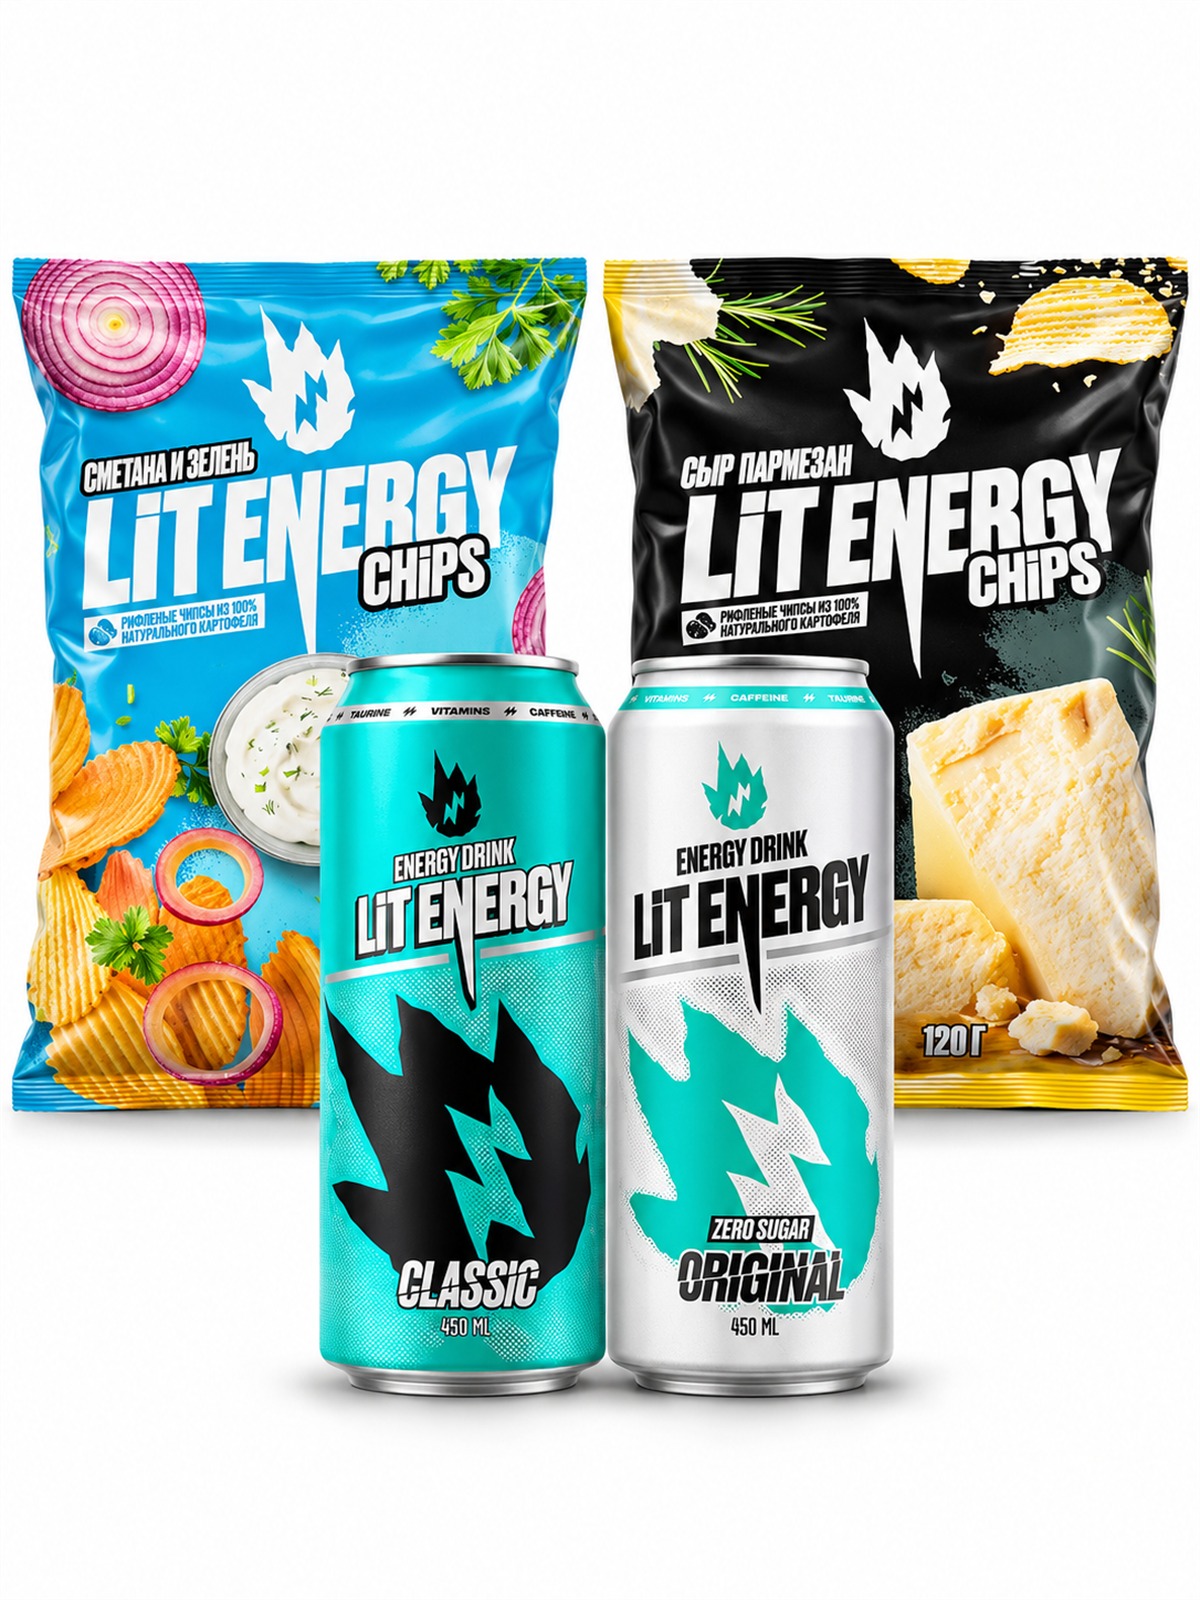 СМЕТАНА И ЗЕЛЕНЬ
LiT ENERGY
CHiPS
РИФЛЕНЫЕ ЧИПСЫ ИЗ 100%
НАТУРАЛЬНОГО КАРТОФЕЛЯ
СЫР ПАРМЕЗАН
LiT ENERGY
CHiPS
РИФЛЕНЫЕ ЧИПСЫ ИЗ 100%
НАТУРАЛЬНОГО КАРТОФЕЛЯ
120 Г
TAURINE VITAMINS CAFFEINE
ENERGY DRINK
LiT ENERGY
CLASSIC
450 ML
VITAMINS CAFFEINE TAURINE
ENERGY DRINK
LiT ENERGY
ZERO SUGAR
ORIGINAL
450 ML